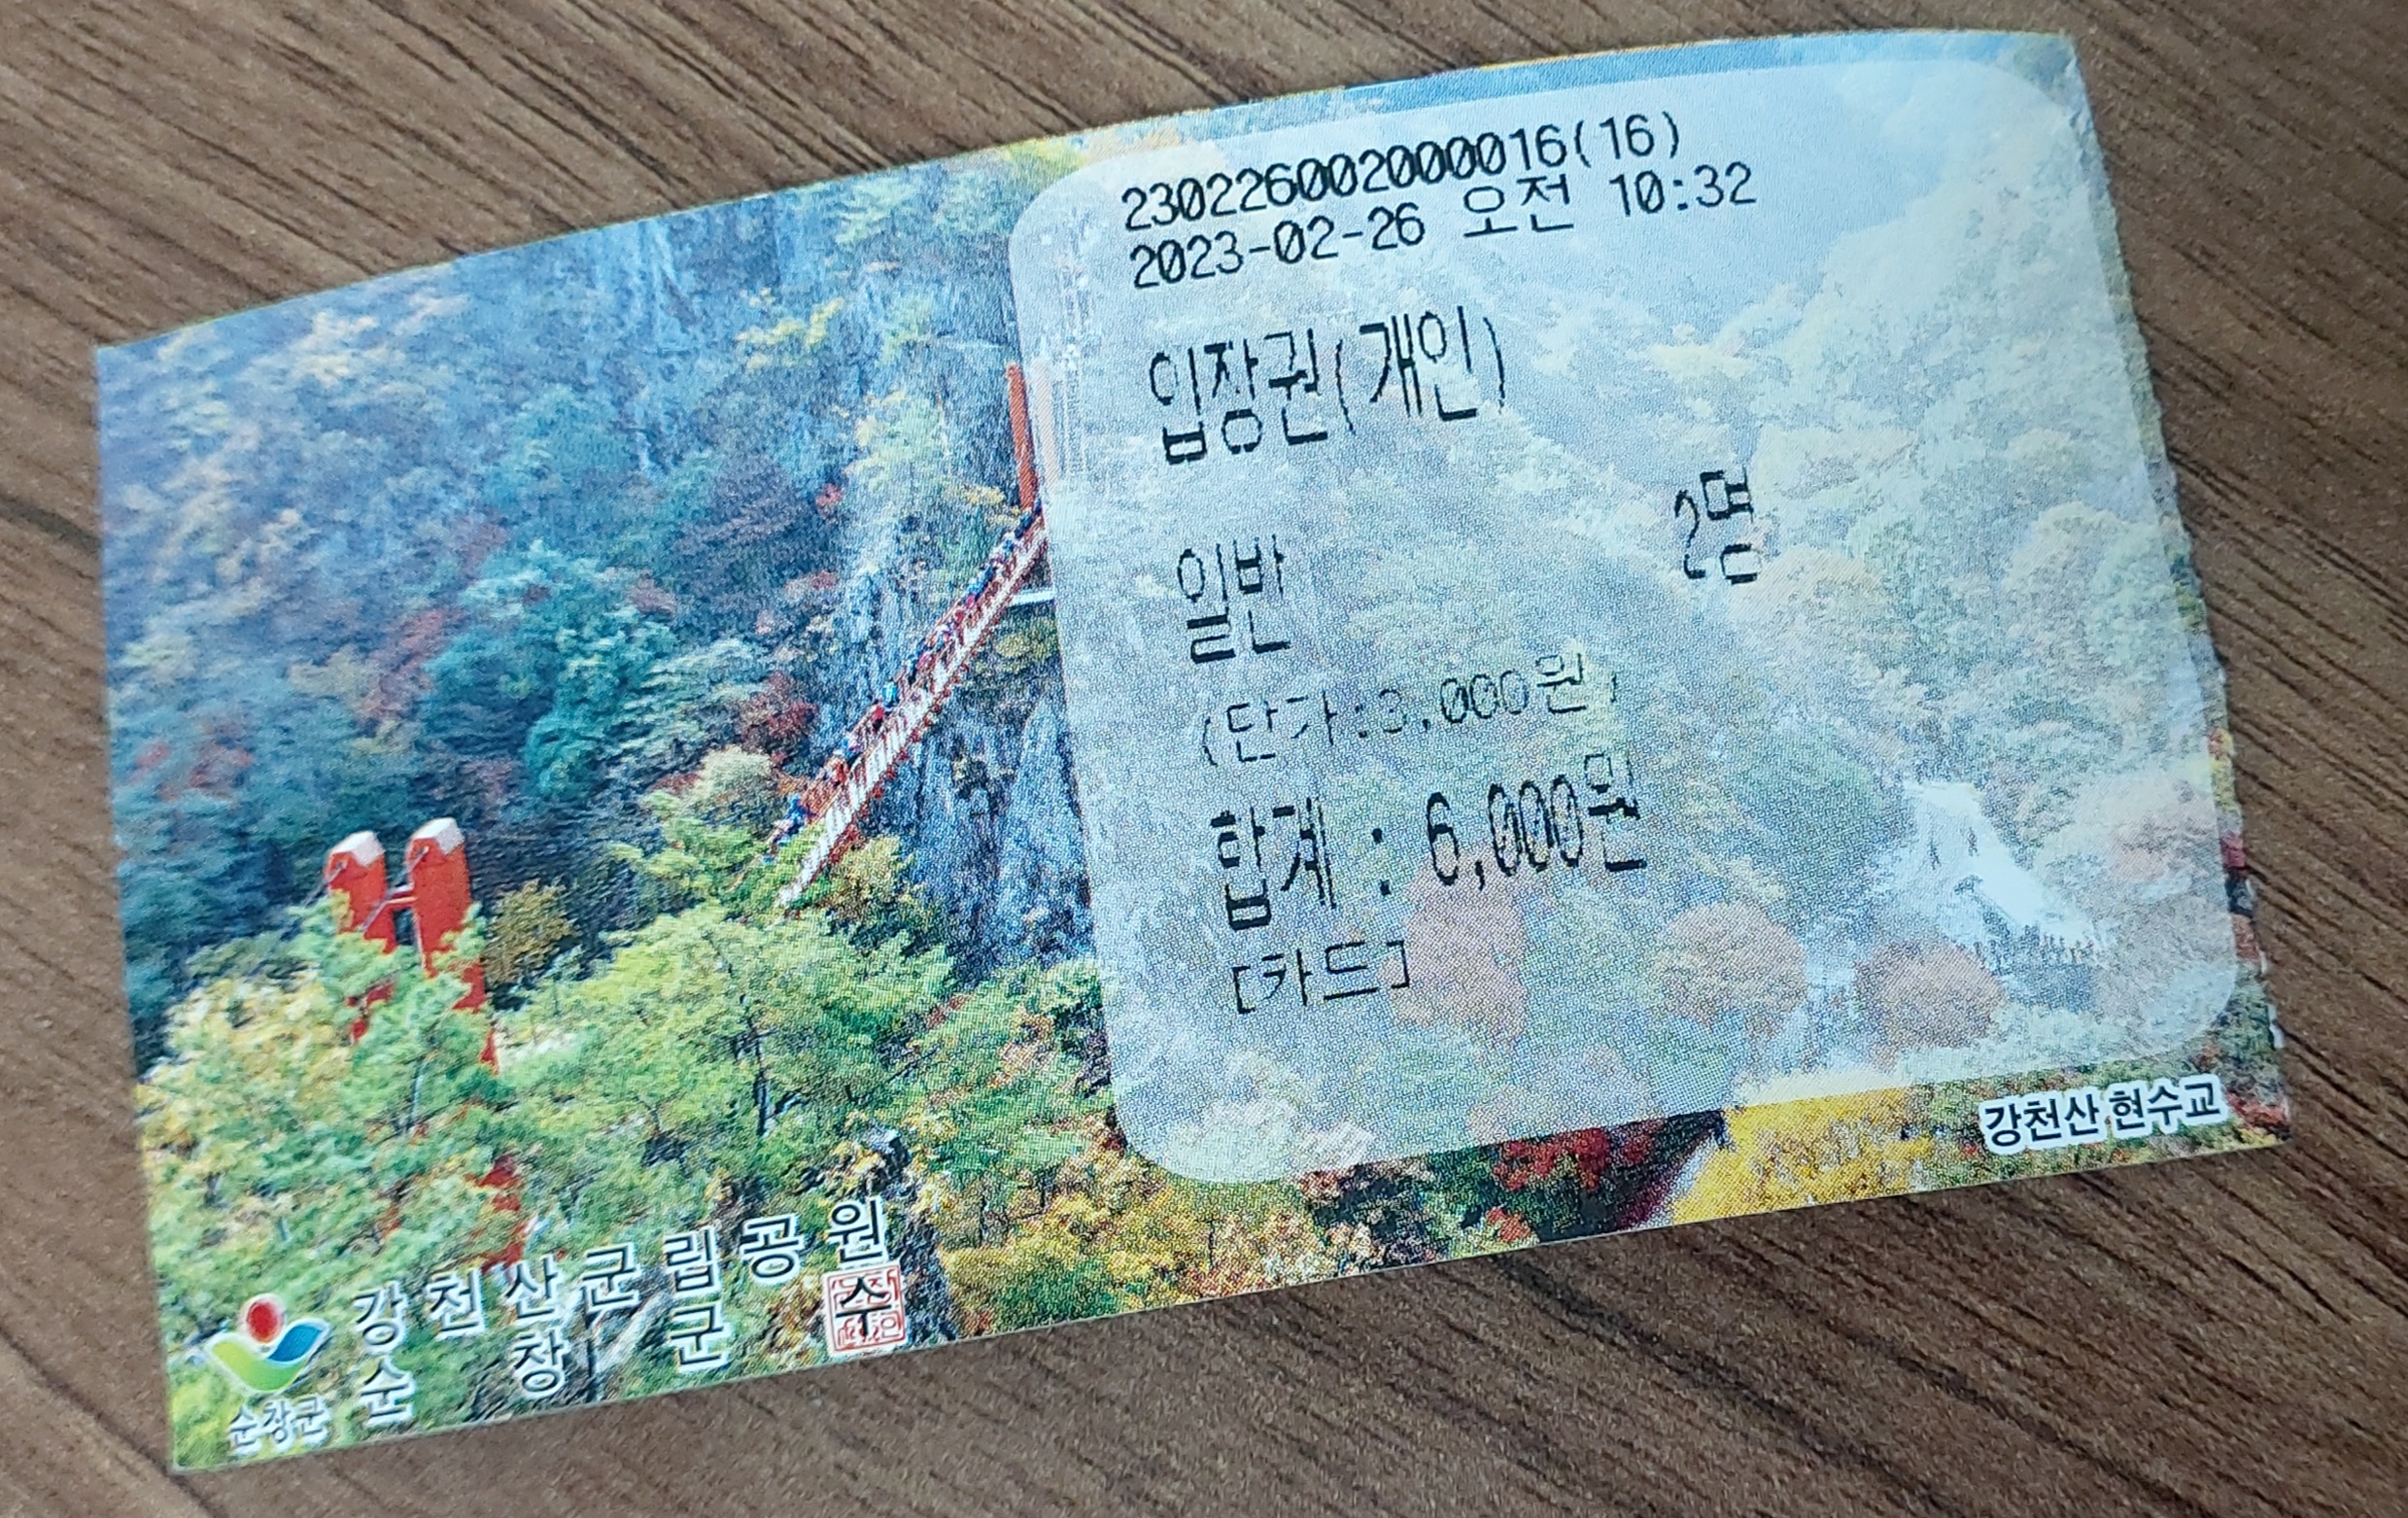 2302260020000016(16)
2023-02-26 오전 10:32
입장권(개인)
일반 2명
(단가:3,000원)
합계 : 6,000원
[카드]
강천산 현수교
강천산군립공원
순창군
순창군